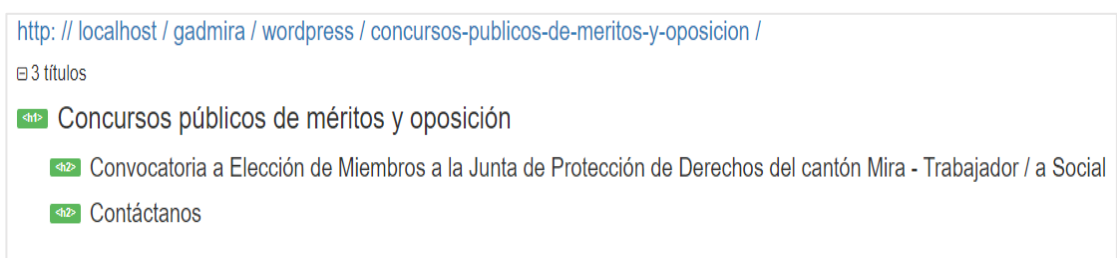 http: // localhost / gadmira / wordpress / concursos-publicos-de-meritos-y-oposicion /
3 títulos
<h1> Concursos públicos de méritos y oposición
<h2> Convocatoria a Elección de Miembros a la Junta de Protección de Derechos del cantón Mira - Trabajador / a Social
<h2> Contáctanos